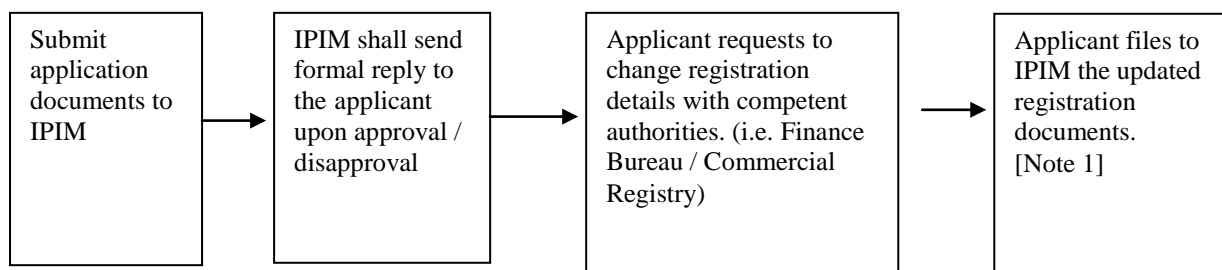 Submit
application
documents to
IPIM
IPIM shall send
formal reply to
the applicant
upon approval /
disapproval
Applicant requests to
change registration
details with competent
authorities. (i.e. Finance
Bureau / Commercial
Registry)
Applicant files to
IPIM the updated
registration
documents.
[Note 1]